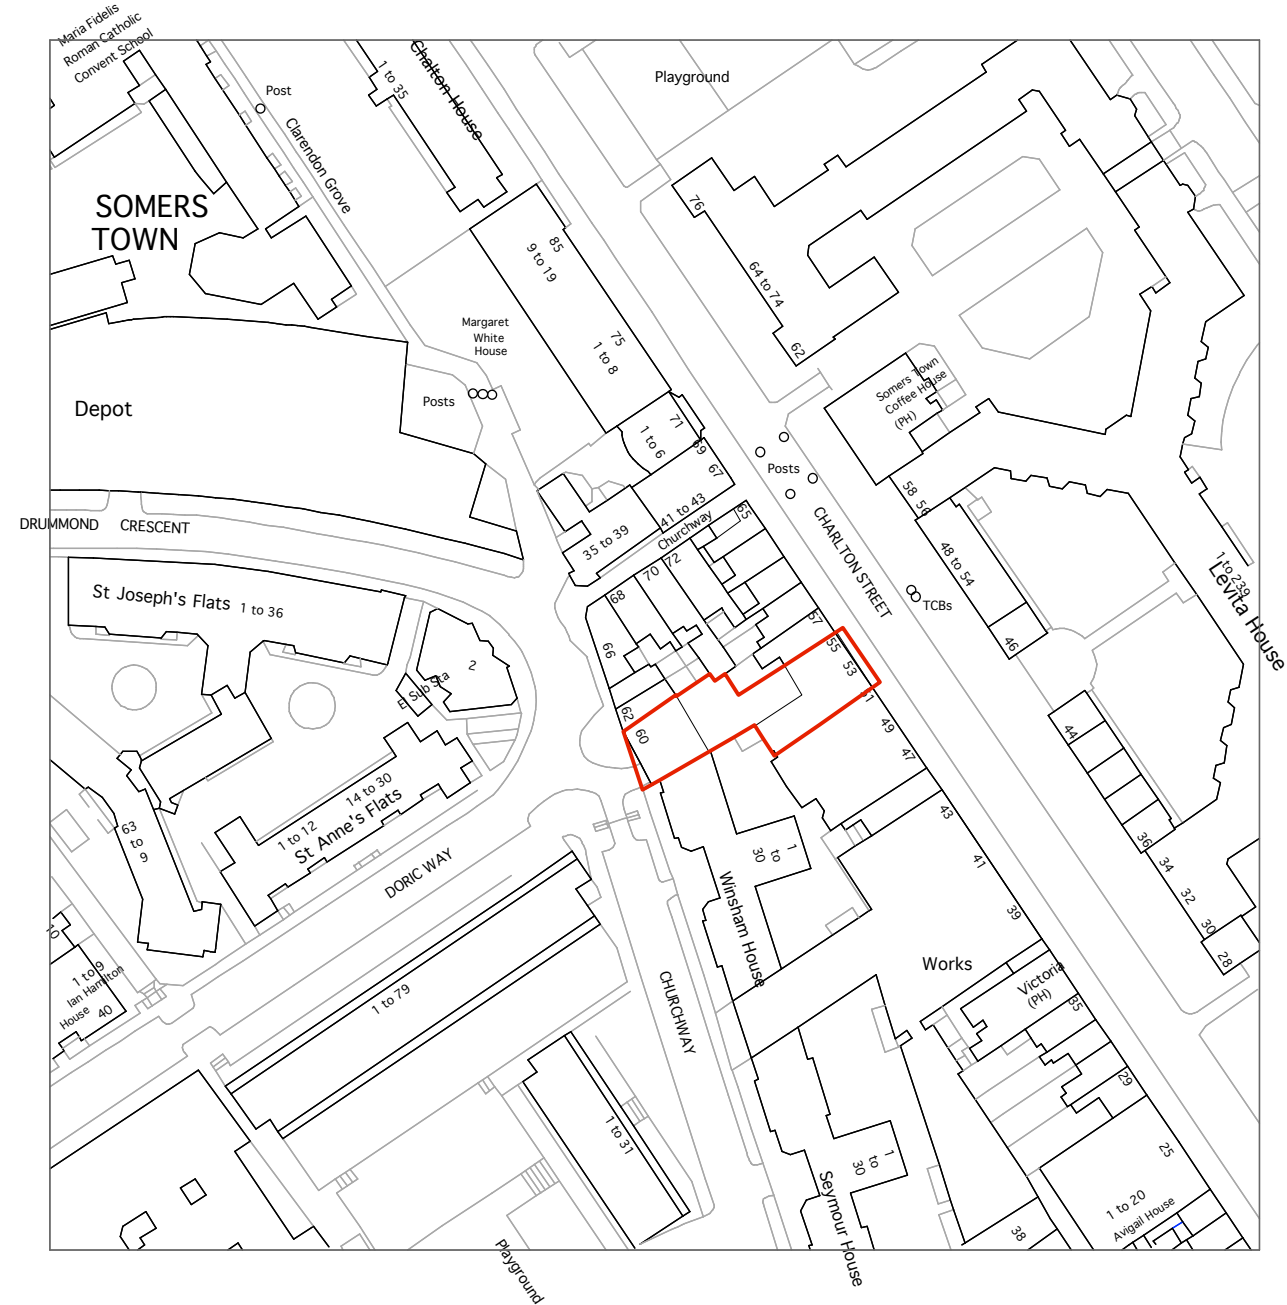 Maria Fidelis
Roman Catholic
Convent School
Post
Clarendon Grove
1 to 35
Chalton House
Playground
SOMERS
TOWN
76
64 to 74
62
85
9 to 19
75
1 to 8
Margaret
White
House
Posts
Depot
Somers Town
Coffee House
(PH)
71
1 to 6
69
67
Posts
58
56
41 to 43
35 to 39
Churchway
65
CHARLTON STREET
48 to 54
TCBs
46
1 to 239
Levita House
DRUMMOND
CRESCENT
St Joseph's Flats
1 to 36
72
70
68
66
57
55
53
51
49
47
62
60
2
El Sub Sta
44
36
34
32
30
28
14 to 30
1 to 12
St Anne's Flats
63
to
9
DORIC WAY
43
41
39
1
to
30
Winsham House
Works
Victoria
(PH)
35
10
1 to 9
Ian Hamilton
House
40
1 to 79
CHURCHWAY
29
25
1 to 31
1
to
30
Seymour House
1 to 20
Avigail House
38
Playground